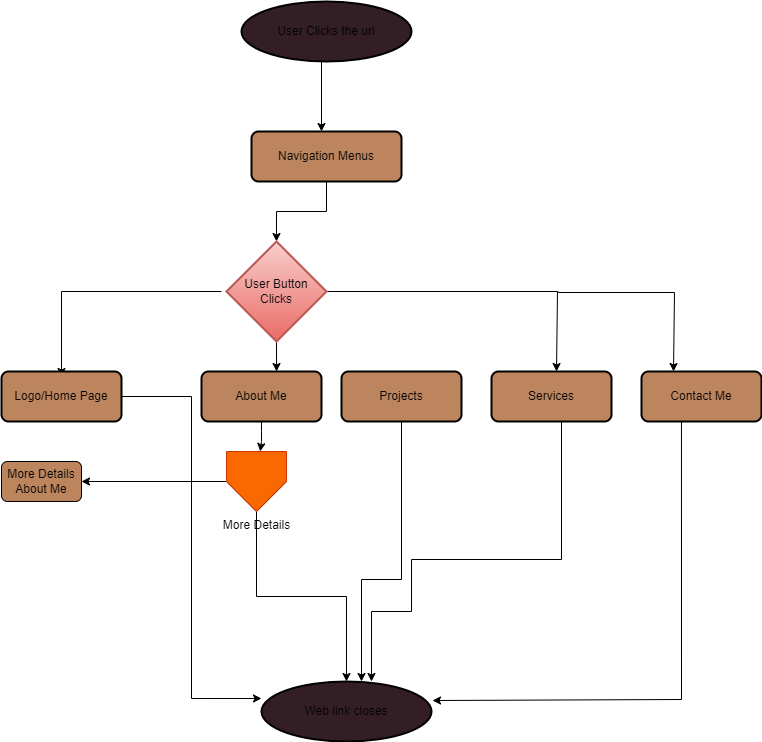 User Clicks the url
Navigation Menus
User Button
Clicks
Logo/Home Page
About Me
Projects
Services
Contact Me
More Details
About Me
More Details
Web link closes